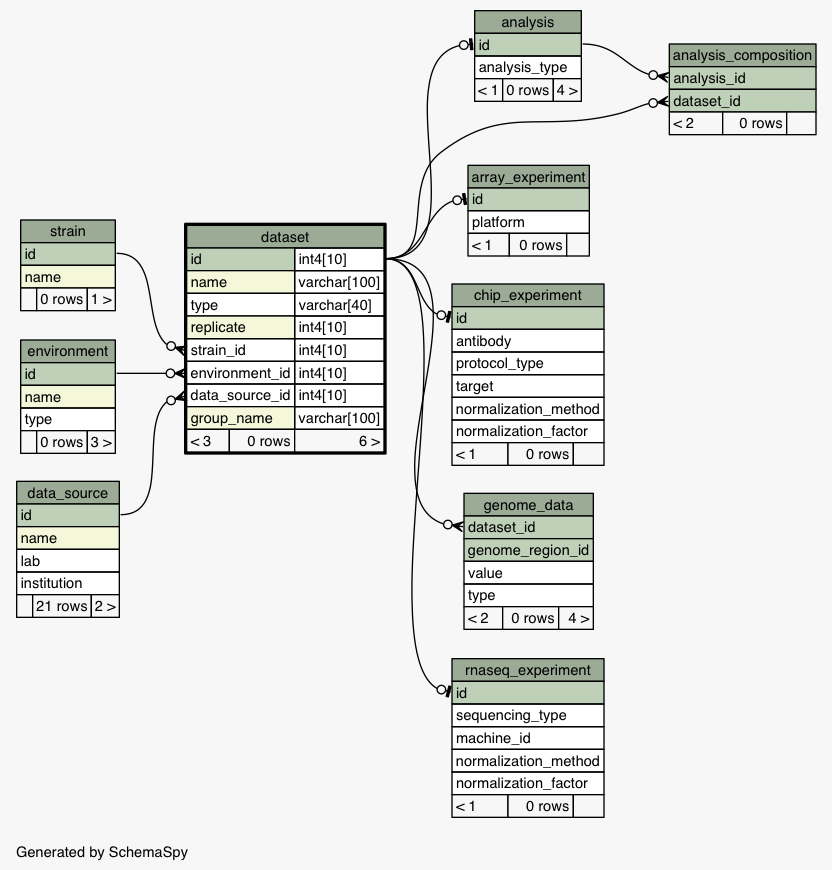 analysis
id
analysis_type
< 1 0 rows 4 >
analysis_composition
analysis_id
dataset_id
< 2 0 rows
array_experiment
id
platform
< 1 0 rows
strain
id
name
0 rows 1 >
dataset
id int4[10]
name varchar[100]
type varchar[40]
replicate int4[10]
strain_id int4[10]
environment_id int4[10]
data_source_id int4[10]
group_name varchar[100]
< 3 0 rows 6 >
chip_experiment
id
antibody
protocol_type
target
normalization_method
normalization_factor
< 1 0 rows
environment
id
name
type
0 rows 3 >
data_source
id
name
lab
institution
21 rows 2 >
genome_data
dataset_id
genome_region_id
value
type
< 2 0 rows 4 >
rnaseq_experiment
id
sequencing_type
machine_id
normalization_method
normalization_factor
< 1 0 rows
Generated by SchemaSpy